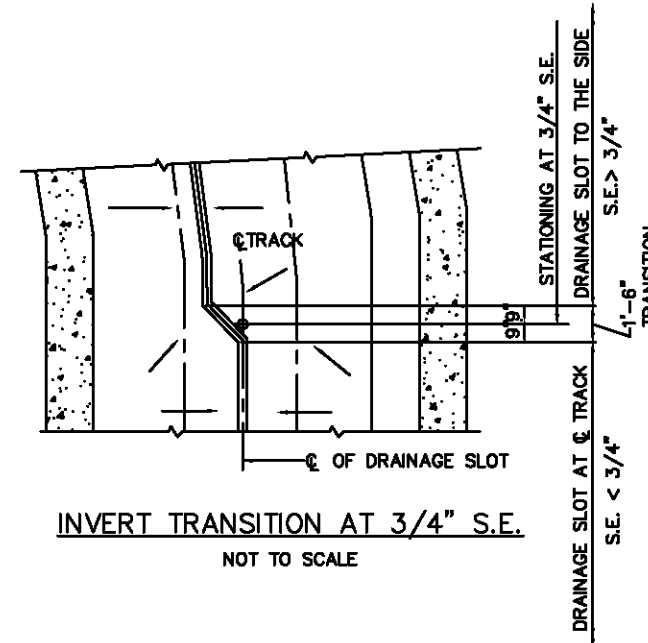 STATIONING AT 3/4" S.E.
DRAINAGE SLOT TO THE SIDE
S.E.> 3/4"
℄ TRACK
9"
9"
1'-6"
TRANSITION
DRAINAGE SLOT AT ℄ TRACK
S.E. < 3/4"
℄ OF DRAINAGE SLOT
INVERT TRANSITION AT 3/4" S.E.
NOT TO SCALE